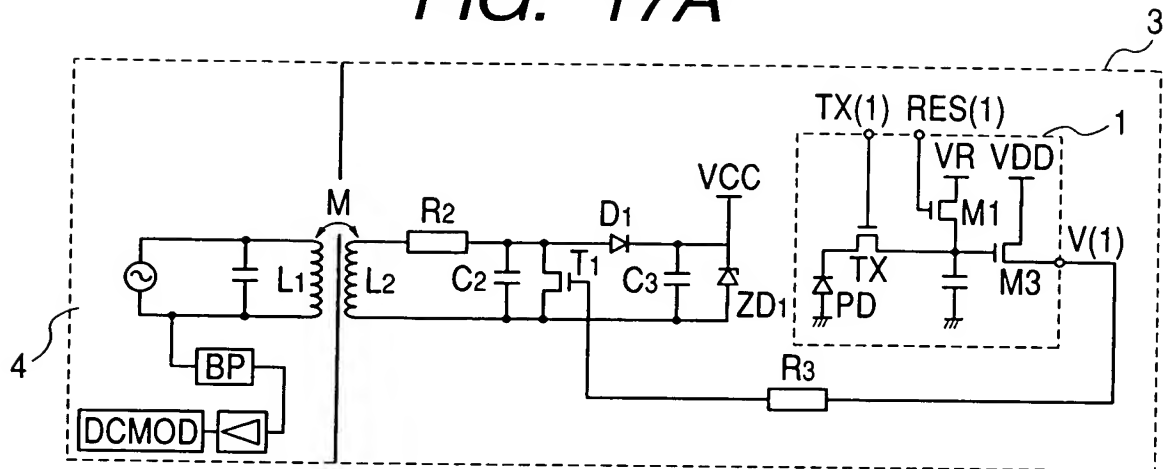 FIG. 17A
3
TX(1) RES(1)
1
VR VDD
VCC
M
R2
D1
M1
V(1)
L1
L2
C2
T1
C3
ZD1
TX
M3
PD
4
BP
R3
DCMOD